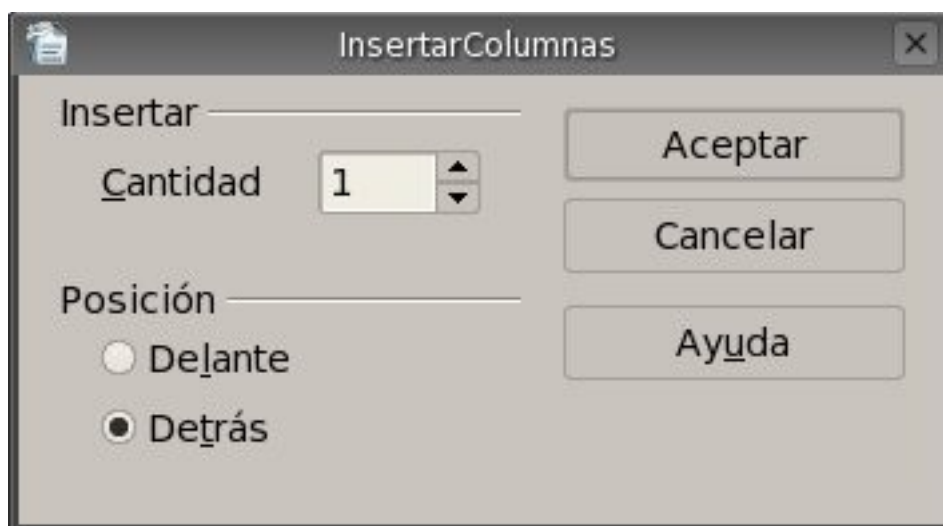 InsertarColumnas
Insertar
Cantidad 1
Posición
Delante
Detrás
Aceptar
Cancelar
Ayuda